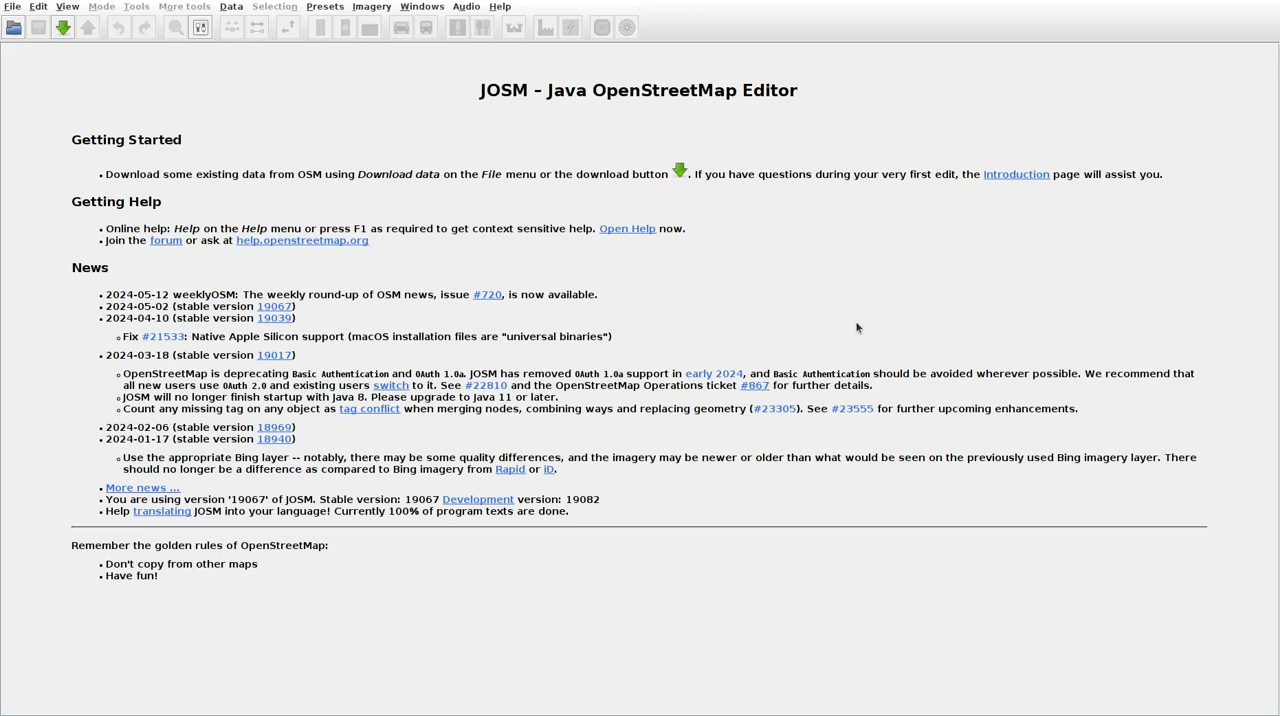 File Edit View Mode Tools More tools Data Selection Presets Imagery Windows Audio Help
JOSM – Java OpenStreetMap Editor
Getting Started
Download some existing data from OSM using Download data on the File menu or the download button . If you have questions during your very first edit, the Introduction page will assist you.
Getting Help
Online help: Help on the Help menu or press F1 as required to get context sensitive help. Open Help now.
Join the forum or ask at help.openstreetmap.org
News
2024-05-12 weeklyOSM: The weekly round-up of OSM news, issue #720, is now available.
2024-05-02 (stable version 19067)
2024-04-10 (stable version 19039)
Fix #21533: Native Apple Silicon support (macOS installation files are "universal binaries")
2024-03-18 (stable version 19017)
OpenStreetMap is deprecating Basic Authentication and OAuth 1.0a. JOSM has removed OAuth 1.0a support in early 2024, and Basic Authentication should be avoided wherever possible. We recommend that
all new users use OAuth 2.0 and existing users switch to it. See #22810 and the OpenStreetMap Operations ticket #867 for further details.
JOSM will no longer finish startup with Java 8. Please upgrade to Java 11 or later.
Count any missing tag on any object as tag conflict when merging nodes, combining ways and replacing geometry (#23305). See #23555 for further upcoming enhancements.
2024-02-06 (stable version 18969)
2024-01-17 (stable version 18940)
Use the appropriate Bing layer -- notably, there may be some quality differences, and the imagery may be newer or older than what would be seen on the previously used Bing imagery layer. There
should no longer be a difference as compared to Bing imagery from Rapid or iD.
More news ...
You are using version '19067' of JOSM. Stable version: 19067 Development version: 19082
Help translating JOSM into your language! Currently 100% of program texts are done.
Remember the golden rules of OpenStreetMap:
Don't copy from other maps
Have fun!